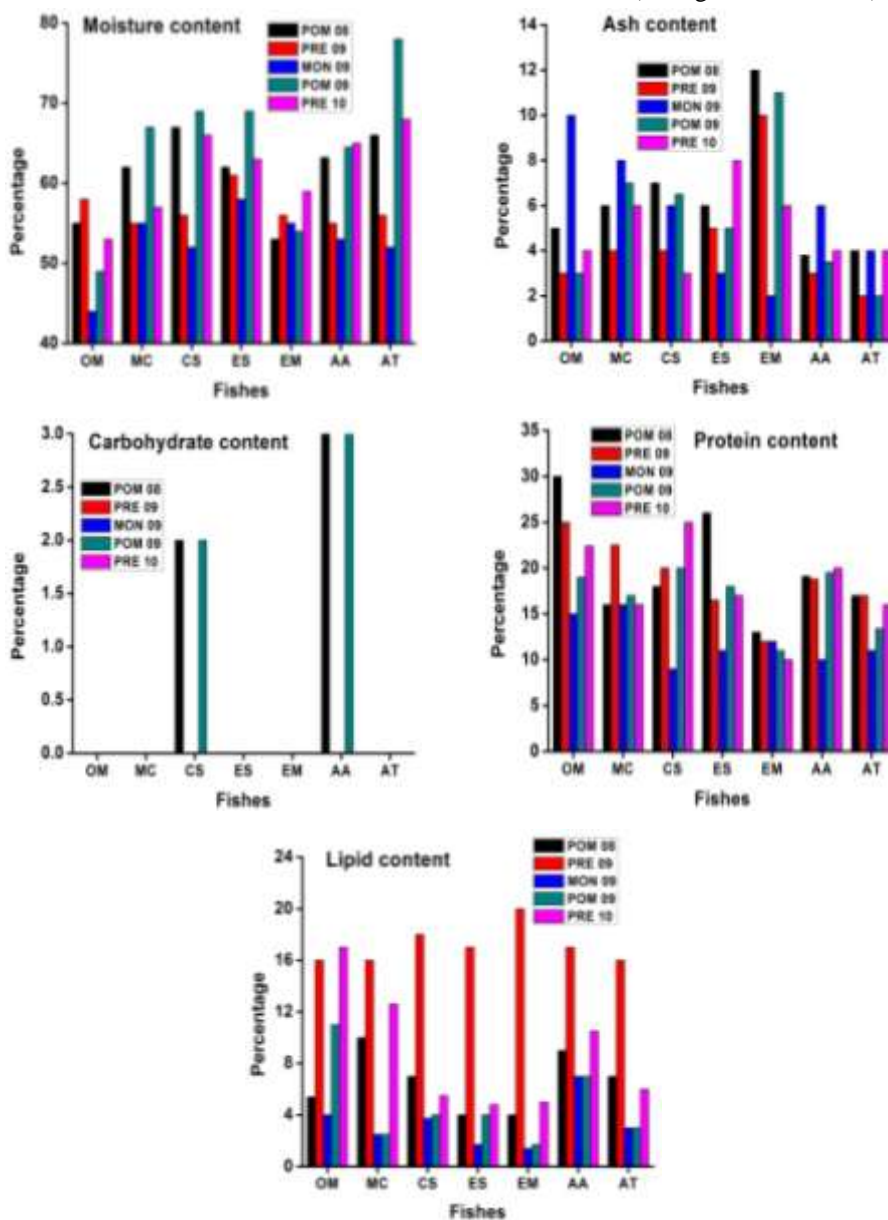 Moisture content
POM 08
PRE 09
MON 09
POM 09
PRE 10
Percentage
80
70
60
50
40
OM MC CS ES EM AA AT
Fishes
Ash content
POM 08
PRE 09
MON 09
POM 09
PRE 10
Percentage
14
12
10
8
6
4
2
0
OM MC CS ES EM AA AT
Fishes
Carbohydrate content
POM 08
PRE 09
MON 09
POM 09
PRE 10
Percentage
3.0
2.5
2.0
1.5
1.0
0.5
0.0
OM MC CS ES EM AA AT
Fishes
Protein content
POM 08
PRE 09
MON 09
POM 09
PRE 10
Percentage
35
30
25
20
15
10
5
0
OM MC CS ES EM AA AT
Fishes
Lipid content
POM 08
PRE 09
MON 09
POM 09
PRE 10
Percentage
24
20
16
12
8
4
0
OM MC CS ES EM AA AT
Fishes